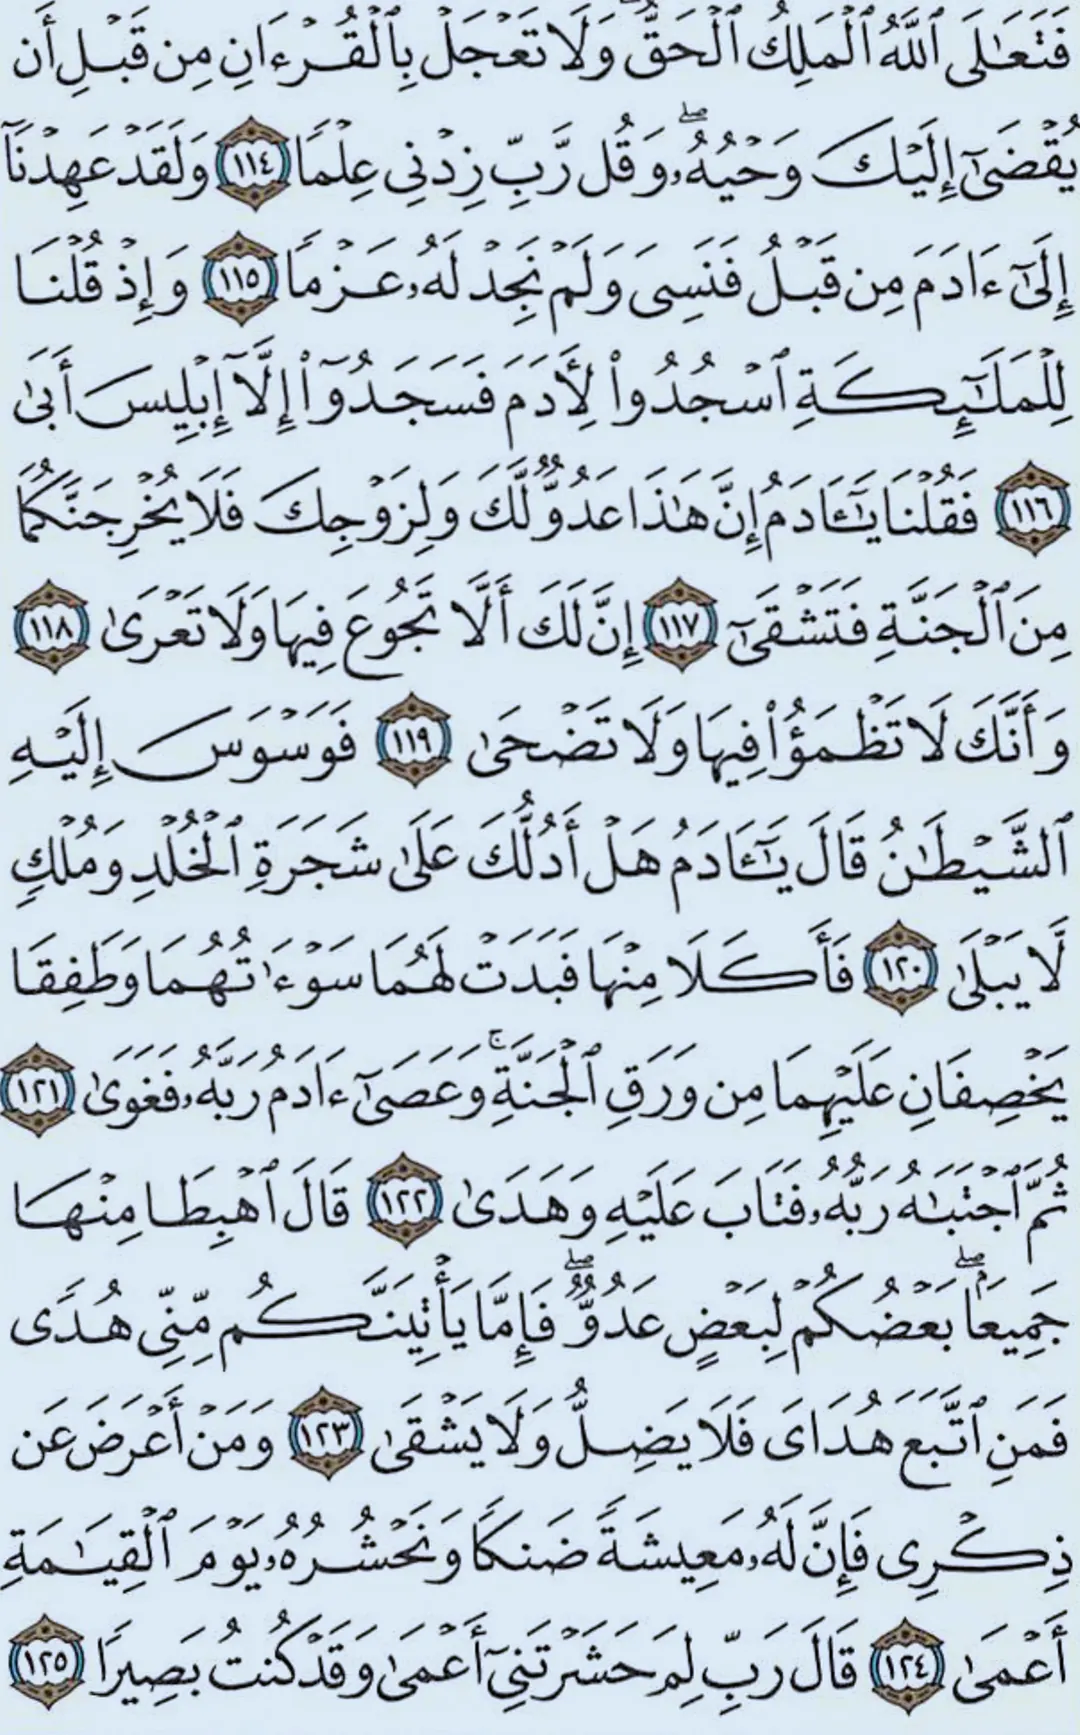 فَتَعَٰلَى ٱللَّهُ ٱلْمَلِكُ ٱلْحَقُّ ۗ وَلَا تَعْجَلْ بِٱلْقُرْءَانِ مِن قَبْلِ أَن
يُقْضَىٰٓ إِلَيْكَ وَحْيُهُۥ ۖ وَقُل رَّبِّ زِدْنِى عِلْمًا ١١٤ وَلَقَدْ عَهِدْنَآ
إِلَىٰٓ ءَادَمَ مِن قَبْلُ فَنَسِىَ وَلَمْ نَجِدْ لَهُۥ عَزْمًا ١١٥ وَإِذْ قُلْنَا
لِلْمَلَٰٓئِكَةِ ٱسْجُدُوا۟ لِأَدَمَ فَسَجَدُوٓا۟ إِلَّآ إِبْلِيسَ أَبَىٰ
١١٦ فَقُلْنَا يَٰٓـَٔادَمُ إِنَّ هَٰذَا عَدُوٌّ لَّكَ وَلِزَوْجِكَ فَلَا يُخْرِجَنَّكُمَا
مِنَ ٱلْجَنَّةِ فَتَشْقَىٰٓ ١١٧ إِنَّ لَكَ أَلَّا تَجُوعَ فِيهَا وَلَا تَعْرَىٰ ١١٨
وَأَنَّكَ لَا تَظْمَؤُا۟ فِيهَا وَلَا تَضْحَىٰ ١١٩ فَوَسْوَسَ إِلَيْهِ
ٱلشَّيْطَٰنُ قَالَ يَٰٓـَٔادَمُ هَلْ أَدُلُّكَ عَلَىٰ شَجَرَةِ ٱلْخُلْدِ وَمُلْكٍ
لَّا يَبْلَىٰ ١٢٠ فَأَكَلَا مِنْهَا فَبَدَتْ لَهُمَا سَوْءَٰتُهُمَا وَطَفِقَا
يَخْصِفَانِ عَلَيْهِمَا مِن وَرَقِ ٱلْجَنَّةِ ۚ وَعَصَىٰٓ ءَادَمُ رَبَّهُۥ فَغَوَىٰ ١٢١
ثُمَّ ٱجْتَبَٰهُ رَبُّهُۥ فَتَابَ عَلَيْهِ وَهَدَىٰ ١٢٢ قَالَ ٱهْبِطَا مِنْهَا
جَمِيعًۢا ۖ بَعْضُكُمْ لِبَعْضٍ عَدُوٌّ ۖ فَإِمَّا يَأْتِيَنَّكُم مِّنِّى هُدًى
فَمَنِ ٱتَّبَعَ هُدَاىَ فَلَا يَضِلُّ وَلَا يَشْقَىٰ ١٢٣ وَمَنْ أَعْرَضَ عَن
ذِكْرِى فَإِنَّ لَهُۥ مَعِيشَةً ضَنكًا وَنَحْشُرُهُۥ يَوْمَ ٱلْقِيَٰمَةِ
أَعْمَىٰ ١٢٤ قَالَ رَبِّ لِمَ حَشَرْتَنِىٓ أَعْمَىٰ وَقَدْ كُنتُ بَصِيرًا ١٢٥